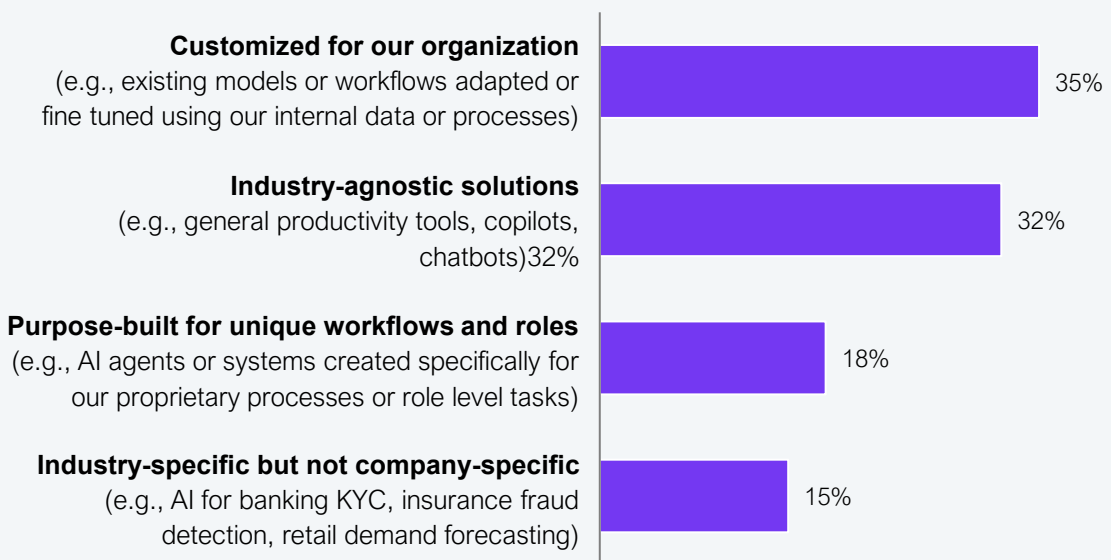 Customized for our organization
(e.g., existing models or workflows adapted or
fine tuned using our internal data or processes)
35%
Industry-agnostic solutions
(e.g., general productivity tools, copilots,
chatbots)32%
32%
Purpose-built for unique workflows and roles
(e.g., AI agents or systems created specifically for
our proprietary processes or role level tasks)
18%
Industry-specific but not company-specific
(e.g., AI for banking KYC, insurance fraud
detection, retail demand forecasting)
15%